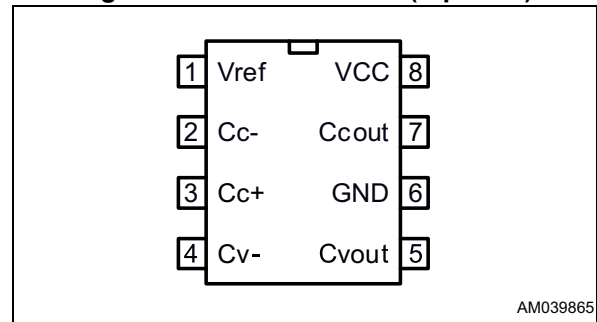 1 Vref VCC 8
2 Cc- Ccout 7
3 Cc+ GND 6
4 Cv- Cvout 5
AM039865